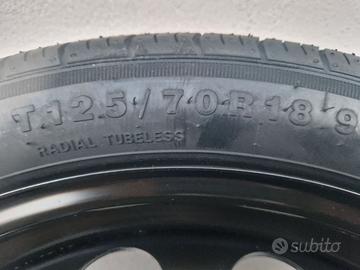 T125/70R18 9
RADIAL TUBELESS
subito